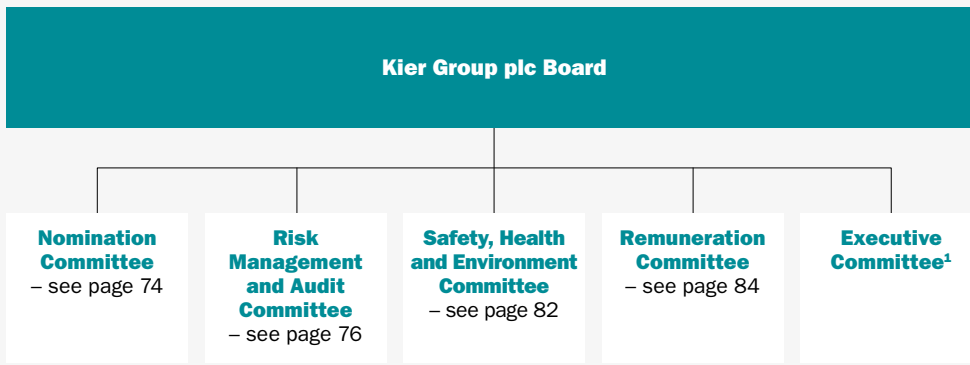 Kier Group plc Board
Nomination
Committee
– see page 74
Risk
Management
and Audit
Committee
– see page 76
Safety, Health
and Environment
Committee
– see page 82
Remuneration
Committee
– see page 84
Executive
Committee¹